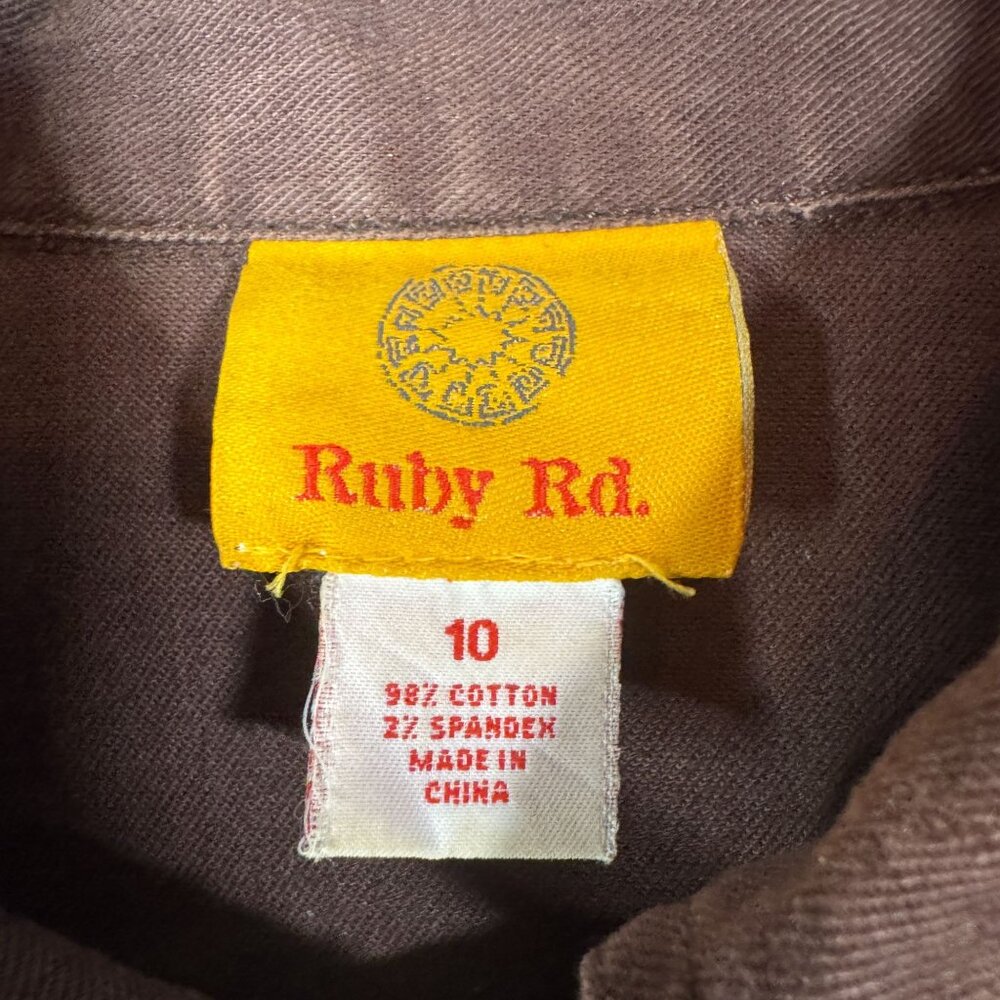 Ruby Rd.
10
98% COTTON
2% SPANDEX
MADE IN
CHINA